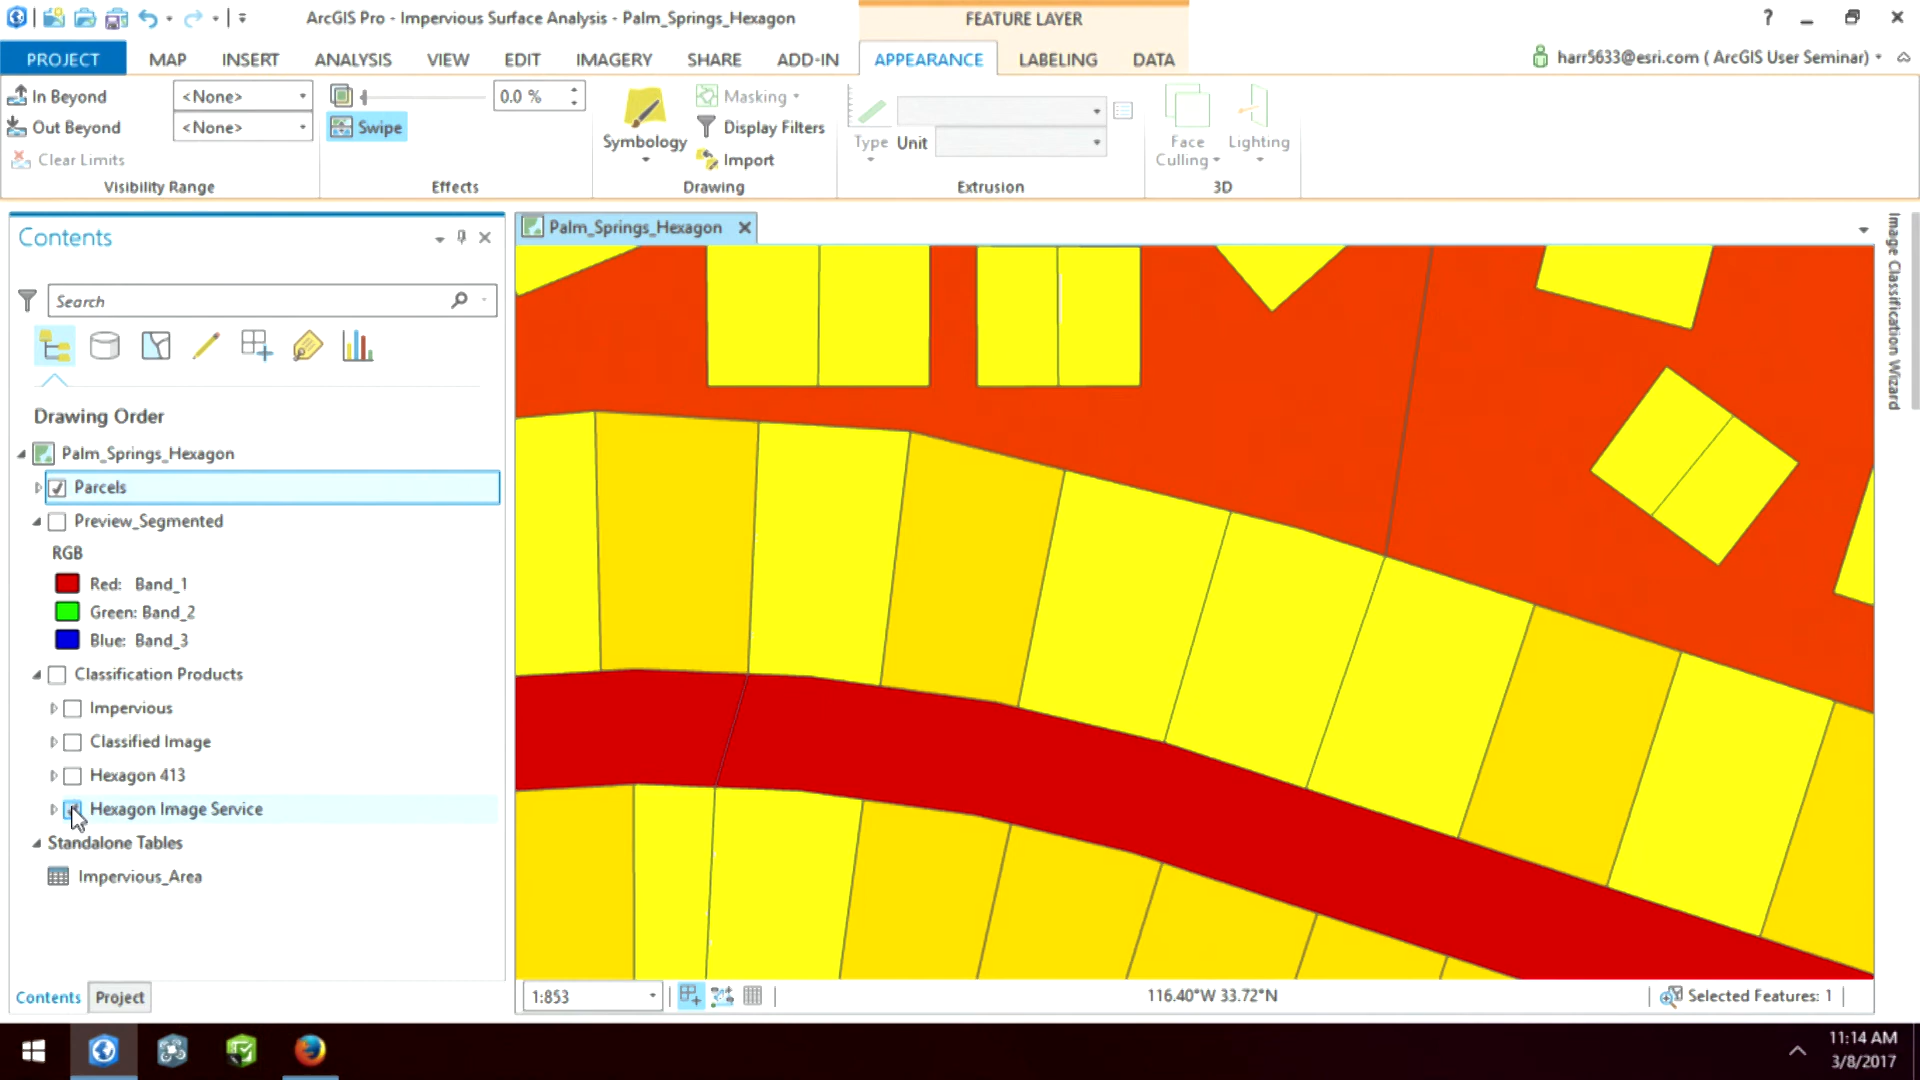 ArcGIS Pro - Impervious Surface Analysis - Palm_Springs_Hexagon
FEATURE LAYER
?
PROJECT MAP INSERT ANALYSIS VIEW EDIT IMAGERY SHARE ADD-IN APPEARANCE LABELING DATA
harr5633@esri.com ( ArcGIS User Seminar)
In Beyond <None>
Out Beyond <None>
Clear Limits
Visibility Range
0.0 %
Swipe
Effects
Symbology
Masking
Display Filters
Import
Drawing
Type Unit
Extrusion
Face Culling
Lighting
3D
Contents
Search
Drawing Order
Palm_Springs_Hexagon
Parcels
Preview_Segmented
RGB
Red: Band_1
Green: Band_2
Blue: Band_3
Classification Products
Impervious
Classified Image
Hexagon 413
Hexagon Image Service
Standalone Tables
Impervious_Area
Contents Project
Palm_Springs_Hexagon
Image Classification Wizard
1:853
116.40°W 33.72°N
Selected Features: 1
11:14 AM
3/8/2017